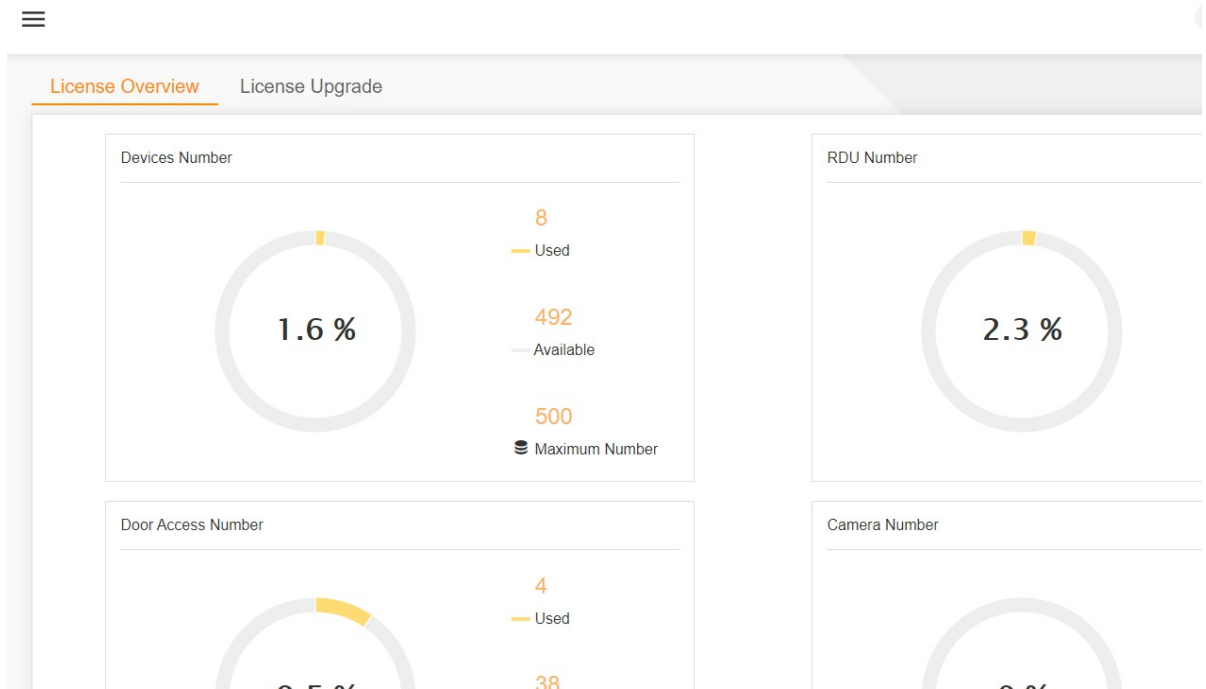 License Overview License Upgrade
Devices Number
8
Used
1.6 %
492
Available
500
Maximum Number
RDU Number
2.3 %
Door Access Number
4
Used
38
Camera Number